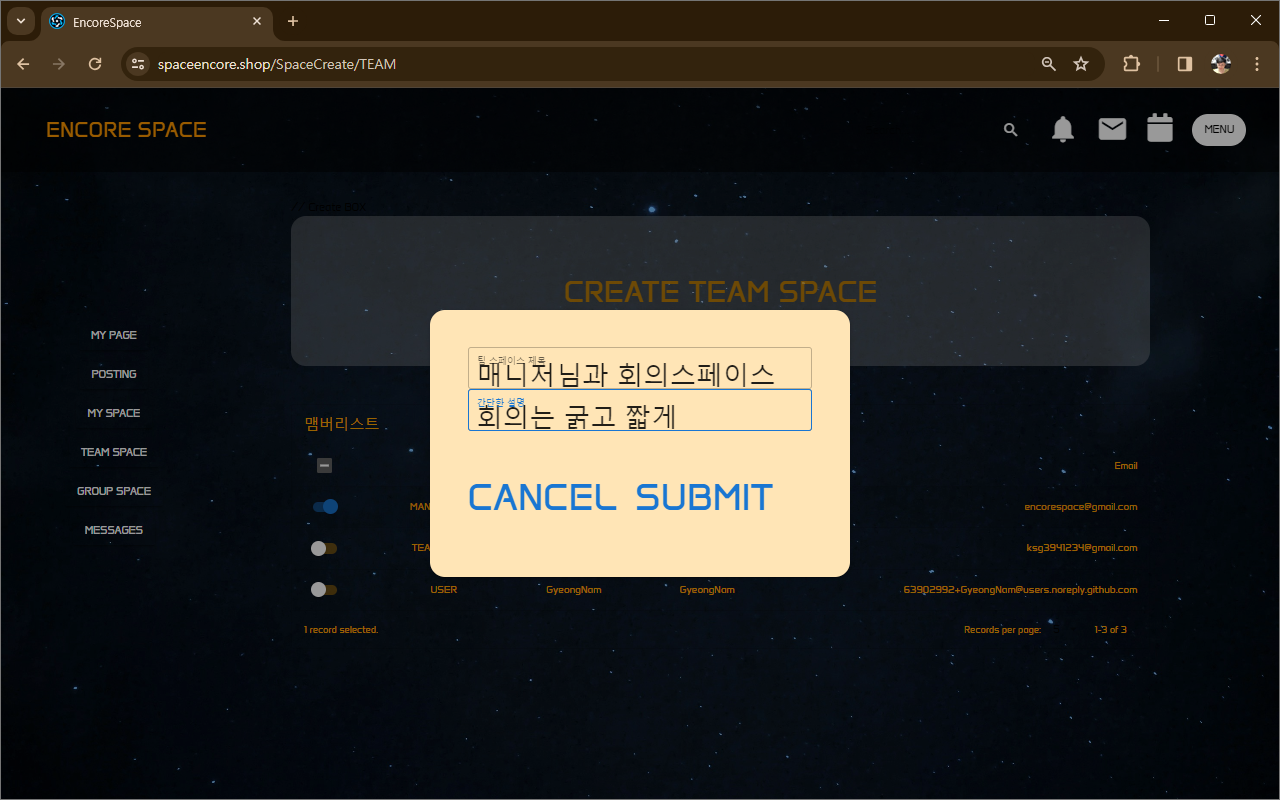 EncoreSpace
spaceencore.shop/SpaceCreate/TEAM
ENCORE SPACE
MENU
// Create BOX
CREATE TEAM SPACE
MY PAGE
POSTING
MY SPACE
TEAM SPACE
GROUP SPACE
MESSAGES
팀 스페이스 제목
매니저님과 회의스페이스
간단한 설명
회의는 굵고 짧게
CANCEL SUBMIT
맴버리스트 .
Email
MAN
encorespace@gmail.com
TEA
ksg3941234@gmail.com
USER GyeongNam GyeongNam 63902992+GyeongNam@users.noreply.github.com
1 record selected.
Records per page: 1-3 of 3